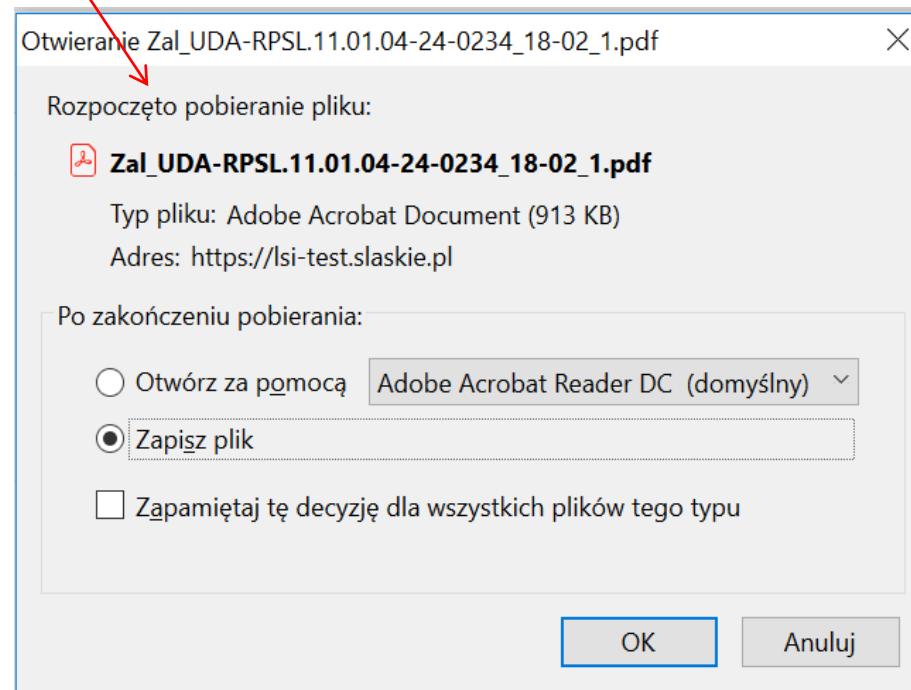 Otwieranie Zal_UDA-RPSL.11.01.04-24-0234_18-02_1.pdf
Rozpoczęto pobieranie pliku:
Zal_UDA-RPSL.11.01.04-24-0234_18-02_1.pdf
Typ pliku: Adobe Acrobat Document (913 KB)
Adres: https://lsi-test.slaskie.pl
Po zakończeniu pobierania:
Otwórz za pomocą Adobe Acrobat Reader DC (domyślny)
Zapisz plik
Zapamiętaj tę decyzję dla wszystkich plików tego typu
OK Anuluj